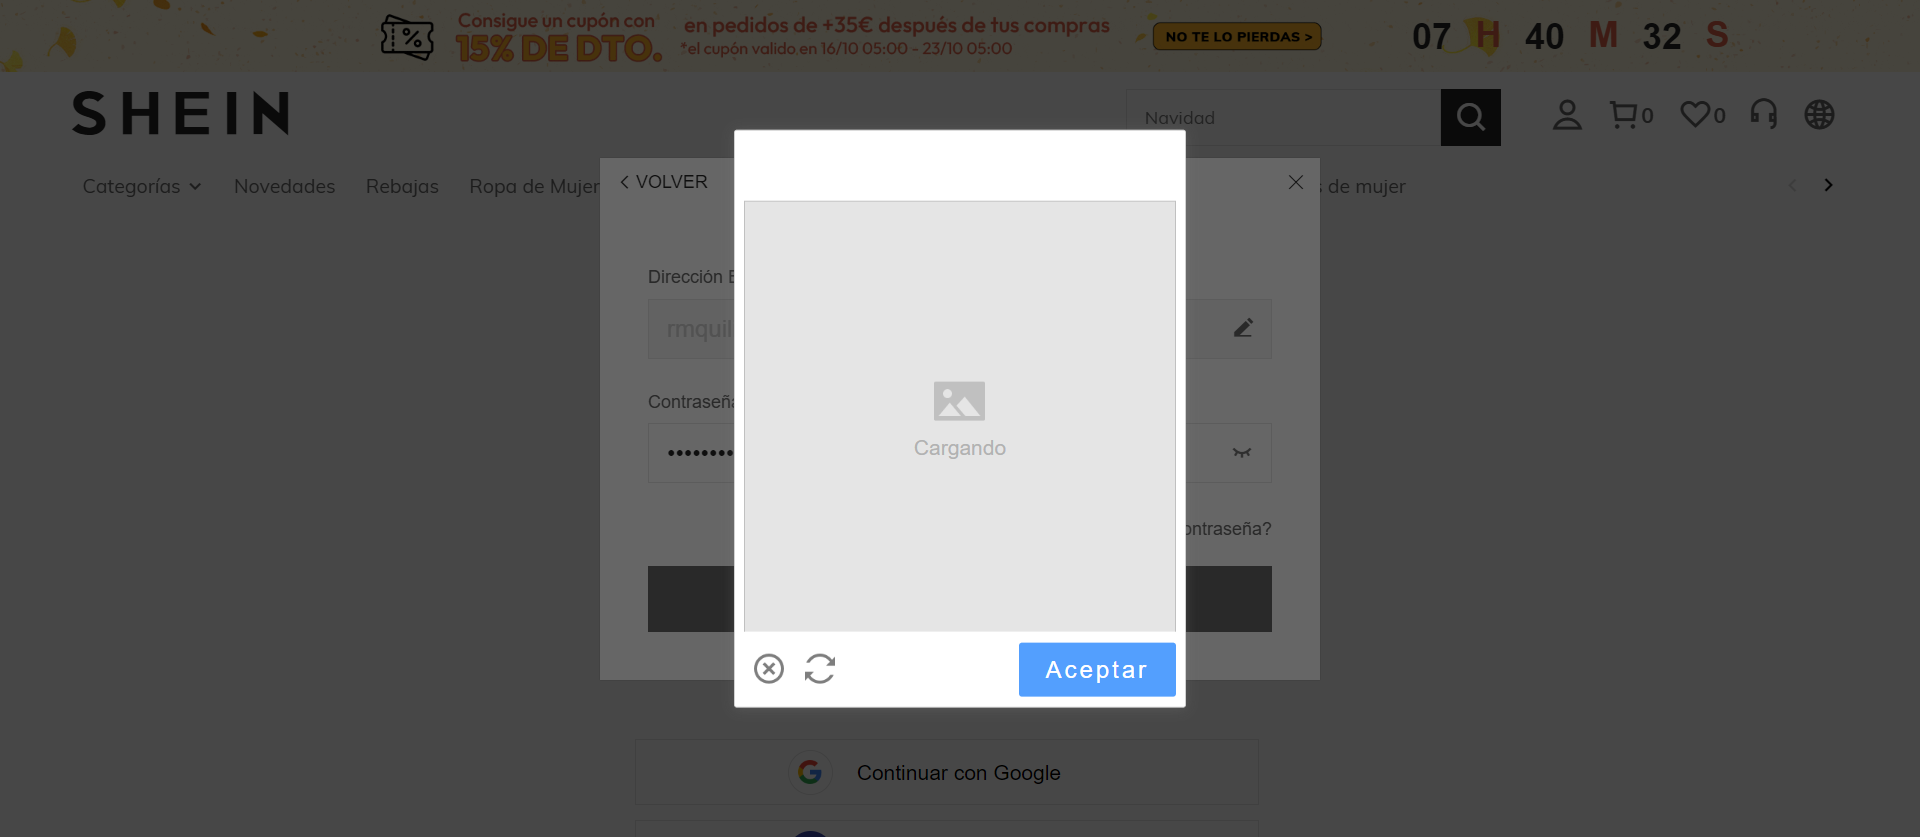 Consigue un cupón con
15% DE DTO.
en pedidos de +35€ después de tus compras
*el cupón valido en 16/10 05:00 - 23/10 05:00
NO TE LO PIERDAS >
07 H 40 M 32 S
SHEIN
Navidad
0
0
Categorías
Novedades
Rebajas
Ropa de Mujer
de mujer
VOLVER
Dirección
rmquil
Contraseña
Cargando
contraseña?
Aceptar
Continuar con Google